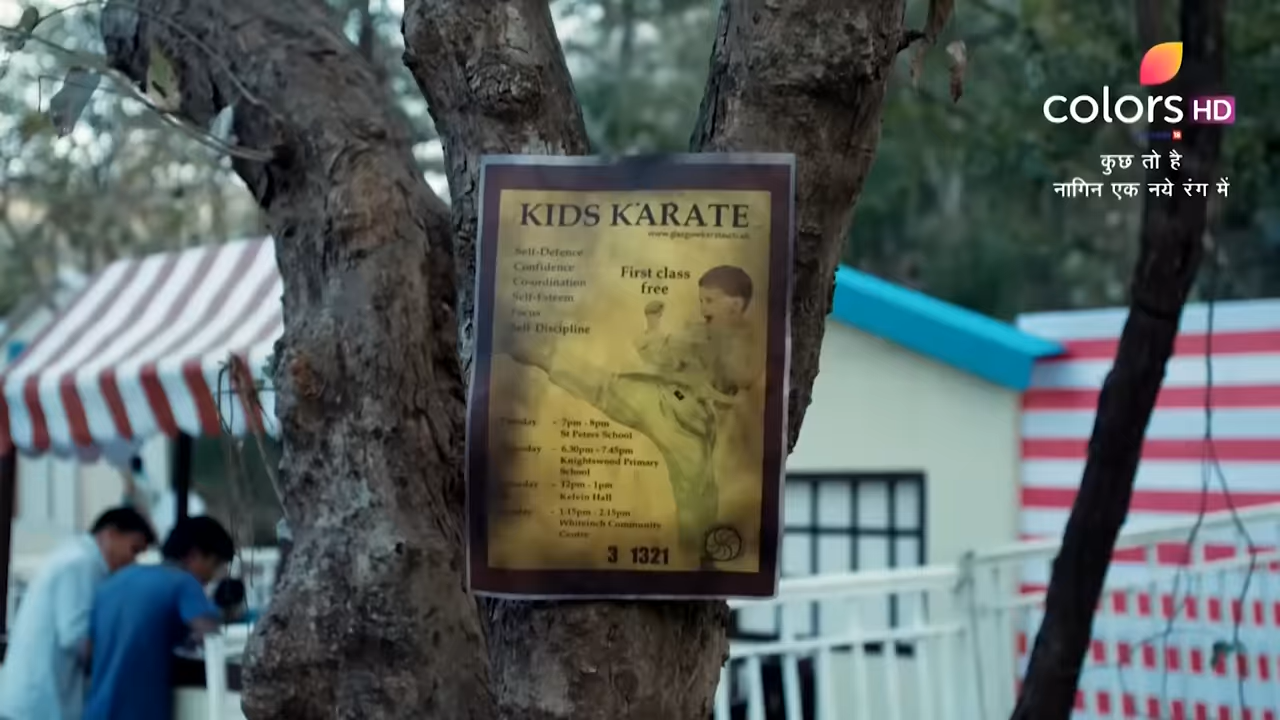 colors HD
कुछ तो है
नागिन एक नये रंग में
KIDS KARATE
Self-Defence
Confidence
Co-ordination
Self-Esteem
Focus
Self-Discipline
First class
free
- 7pm - 8pm
St Peters School
- 6.30pm - 7.45pm
Knightswood Primary
School
- 12pm - 1pm
Kelvin Hall
- 1.15pm - 2.15pm
Whiteinch Community
Centre
3 1321